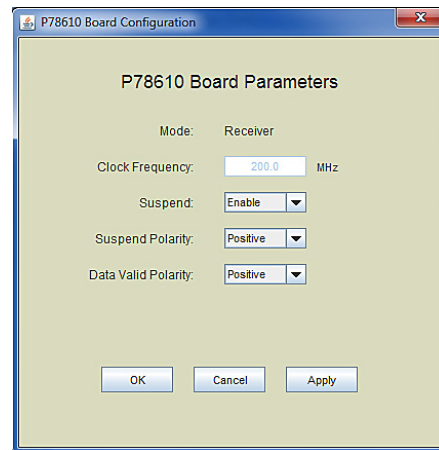 P78610 Board Configuration
P78610 Board Parameters
Mode: Receiver
Clock Frequency: 200.0 MHz
Suspend: Enable
Suspend Polarity: Positive
Data Valid Polarity: Positive
OK Cancel Apply